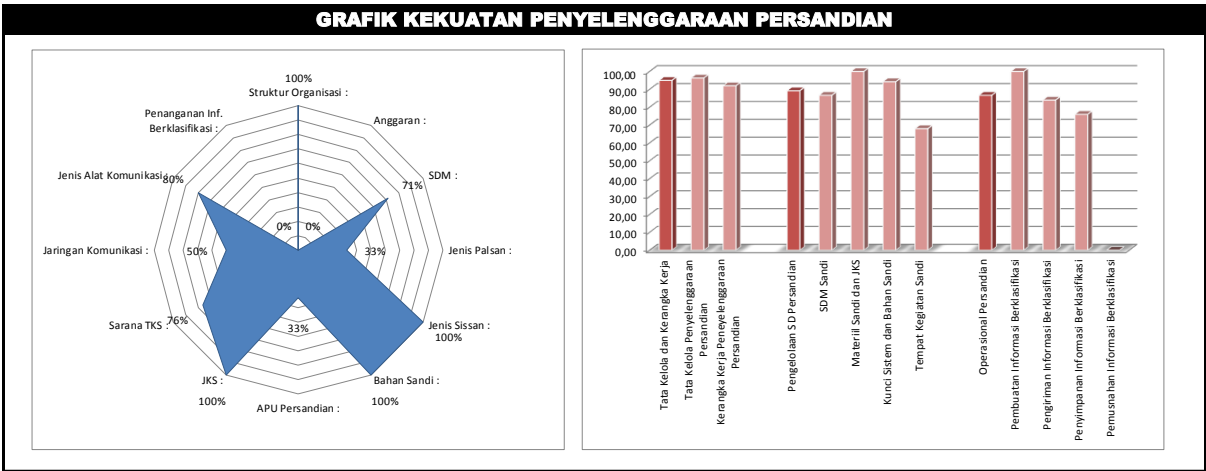 GRAFIK KEKUATAN PENYELENGGARAAN PERSANDIAN
100%
Struktur Organisasi :
Anggaran :
0%
SDM :
71%
Jenis Palsan :
33%
Jenis Sissan :
100%
Bahan Sandi :
100%
APU Persandian :
33%
JKS :
100%
Sarana TKS :
76%
Jaringan Komunikasi :
50%
Jenis Alat Komunikasi :
80%
Penanganan Inf.
Berklasifikasi :
0%
100,00
90,00
80,00
70,00
60,00
50,00
40,00
30,00
20,00
10,00
0,00
Tata Kelola dan Kerangka Kerja
Tata Kelola Penyelenggaraan
Persandian
Kerangka Kerja Peneyelenggaraan
Persandian
Pengelolaan SD Persandian
SDM Sandi
Materiil Sandi dan JKS
Kunci Sistem dan Bahan Sandi
Tempat Kegiatan Sandi
Operasional Persandian
Pembuatan Informasi Berklasifikasi
Pengiriman Informasi Berklasifikasi
Penyimpanan Informasi Berklasifikasi
Pemusnahan Informasi Berklasifikasi